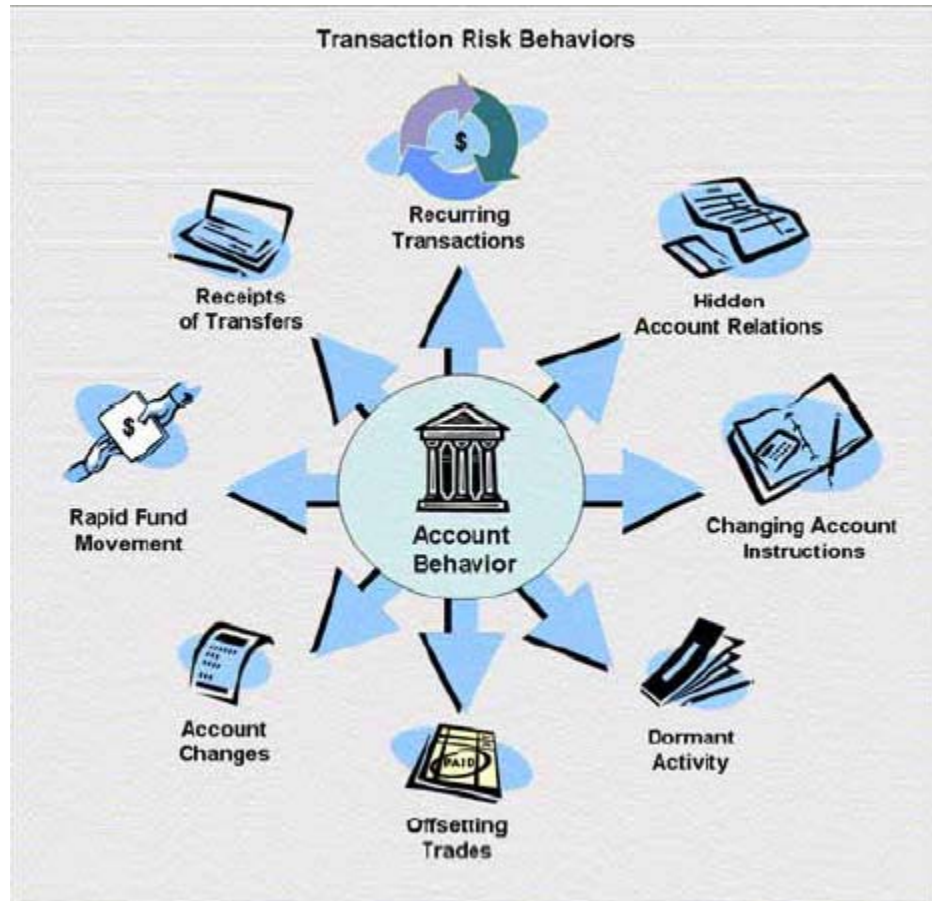 Transaction Risk Behaviors
$
Recurring
Transactions
Hidden
Account Relations
Changing Account
Instructions
Dormant
Activity
PAID
Offsetting
Trades
Account
Changes
$
Rapid Fund
Movement
Receipts
of Transfers
Account
Behavior